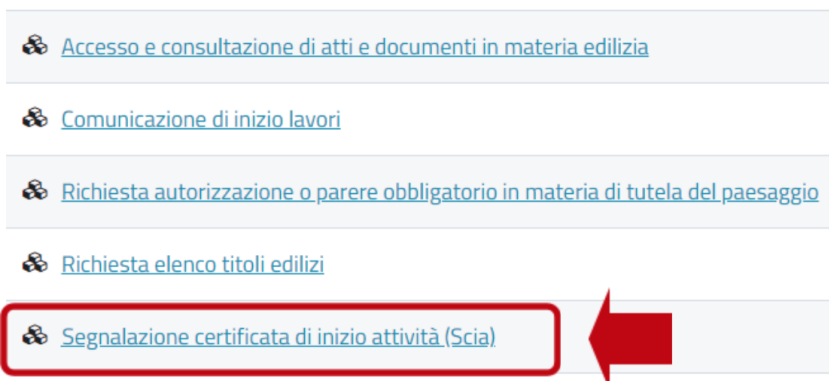 Accesso e consultazione di atti e documenti in materia edilizia
Comunicazione di inizio lavori
Richiesta autorizzazione o parere obbligatorio in materia di tutela del paesaggio
Richiesta elenco titoli edilizi
Segnalazione certificata di inizio attività (Scia)